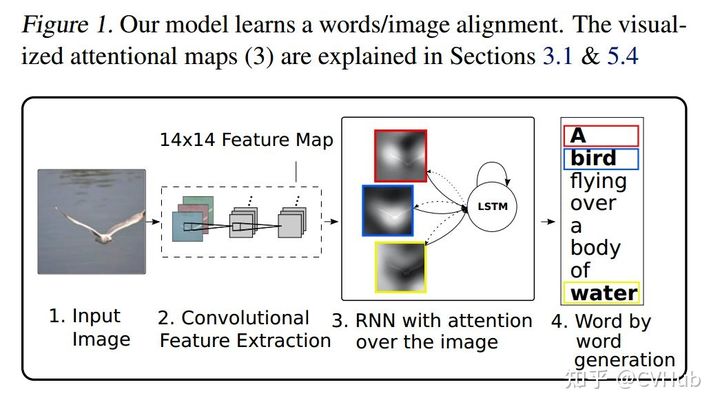 Figure 1. Our model learns a words/image alignment. The visual-
ized attentional maps (3) are explained in Sections 3.1 & 5.4
14x14 Feature Map
LSTM
A
bird
flying
over
a
body
of
water
1. Input
Image
2. Convolutional
Feature Extraction
3. RNN with attention
over the image
4. Word by
word
generation
知乎 @CVHub